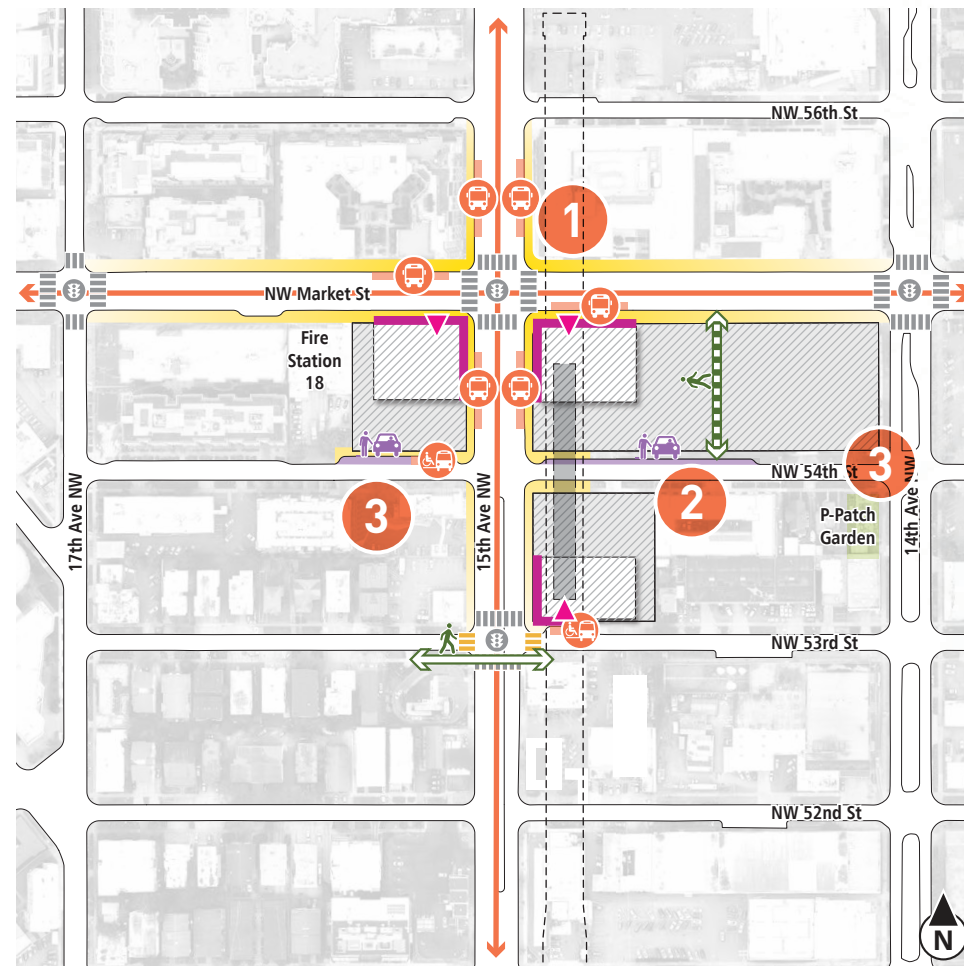 NW 56th St
1
NW Market St
Fire
Station
18
17th Ave NW
15th Ave NW
14th Ave NW
NW 54th St
3
3
2
P-Patch
Garden
NW 53rd St
NW 52nd St
N